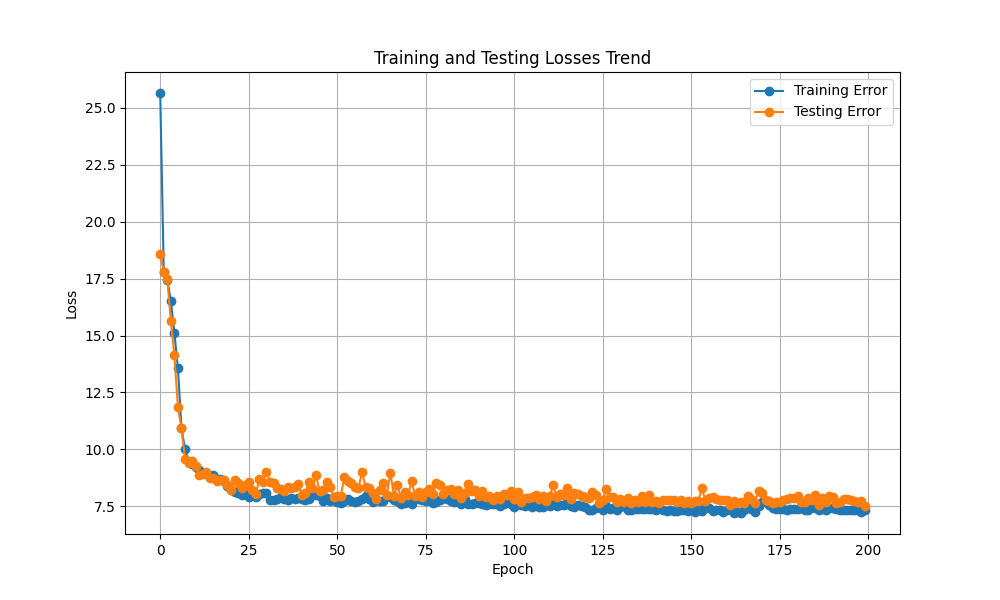 Training and Testing Losses Trend
Training Error
Testing Error
25.0
22.5
20.0
17.5
15.0
12.5
10.0
7.5
Loss
0 25 50 75 100 125 150 175 200
Epoch